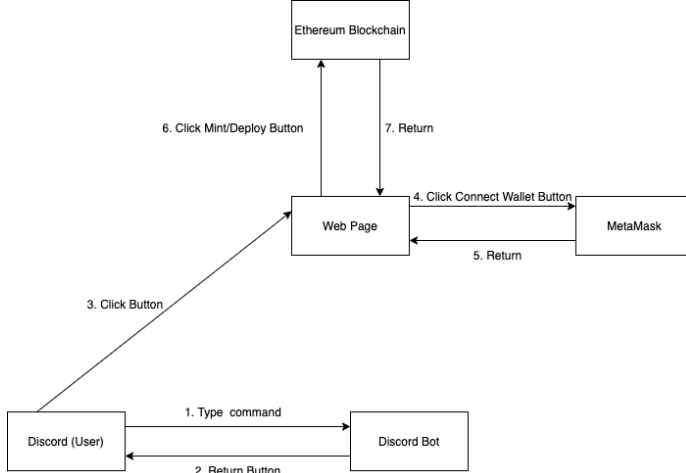 Ethereum Blockchain
6. Click Mint/Deploy Button
7. Return
4. Click Connect Wallet Button
Web Page
MetaMask
5. Return
3. Click Button
1. Type command
Discord (User)
Discord Bot
2. Return Button